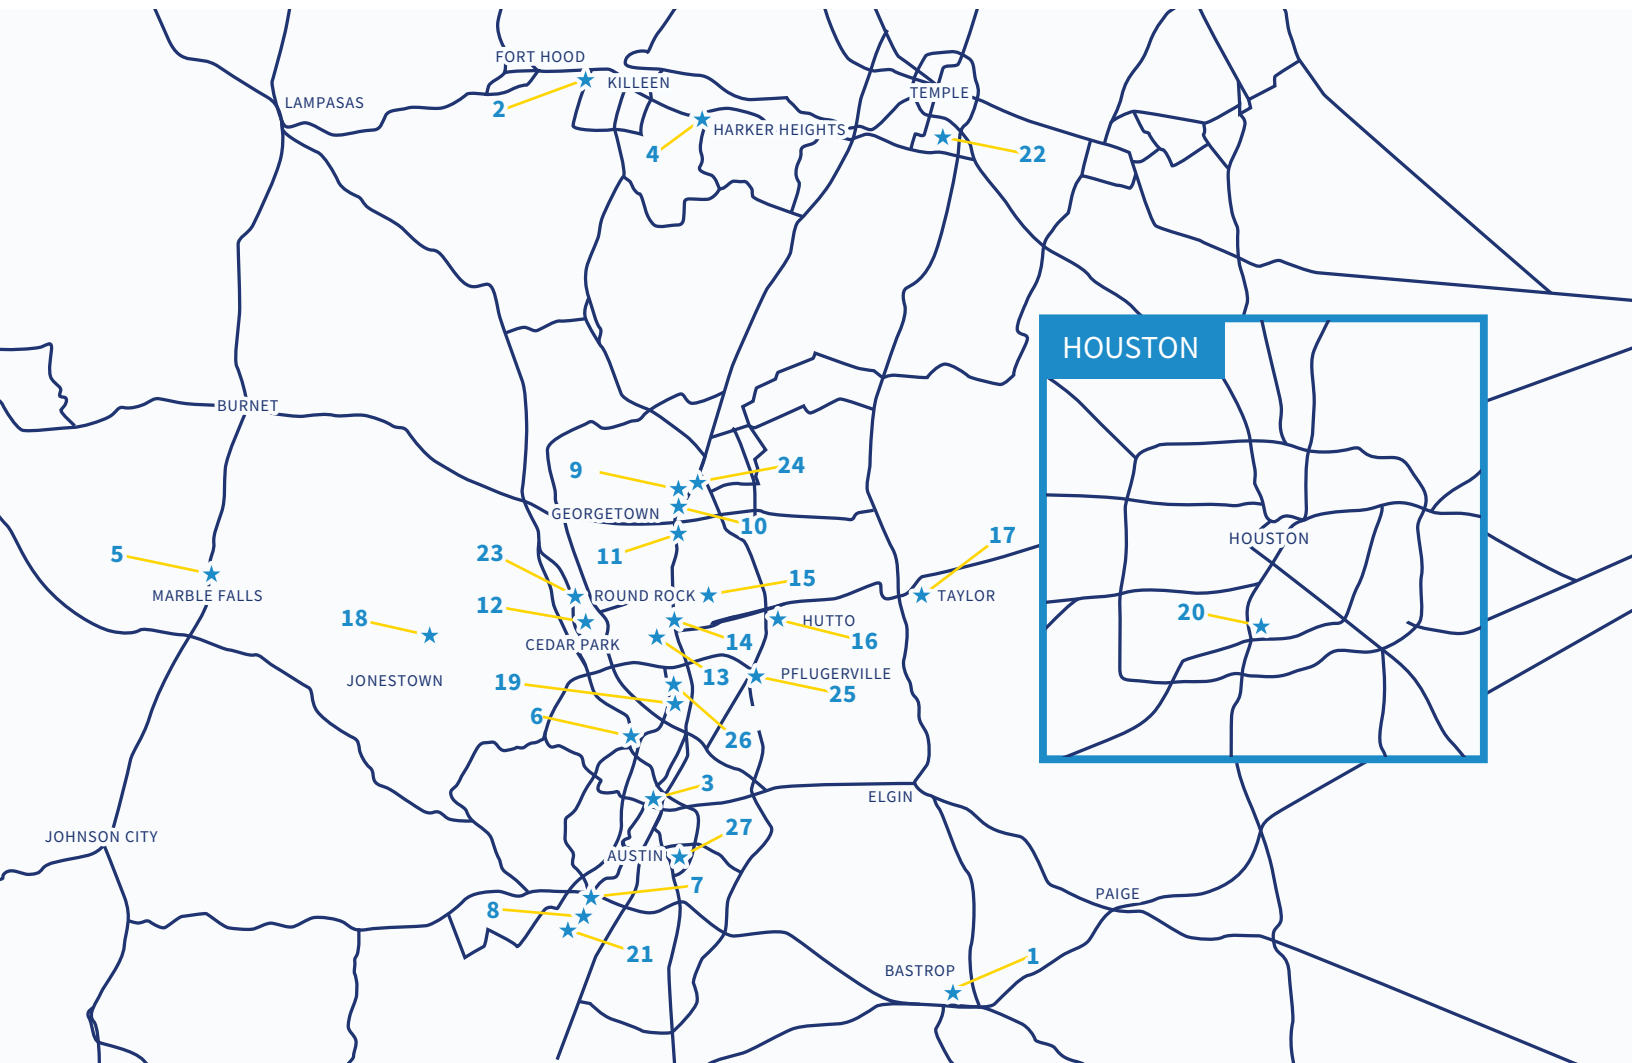 FORT HOOD
KILLEEN
LAMPASAS
2
TEMPLE
HARKER HEIGHTS
4
22
HOUSTON
BURNET
9
24
GEORGETOWN
10
17
HOUSTON
5
23
11
MARBLE FALLS
ROUND ROCK
15
TAYLOR
12
18
20
HUTTO
CEDAR PARK
14
16
JONESTOWN
19
13
PFLUGERVILLE
25
6
26
3
ELGIN
JOHNSON CITY
27
AUSTIN
7
PAIGE
8
21
1
BASTROP